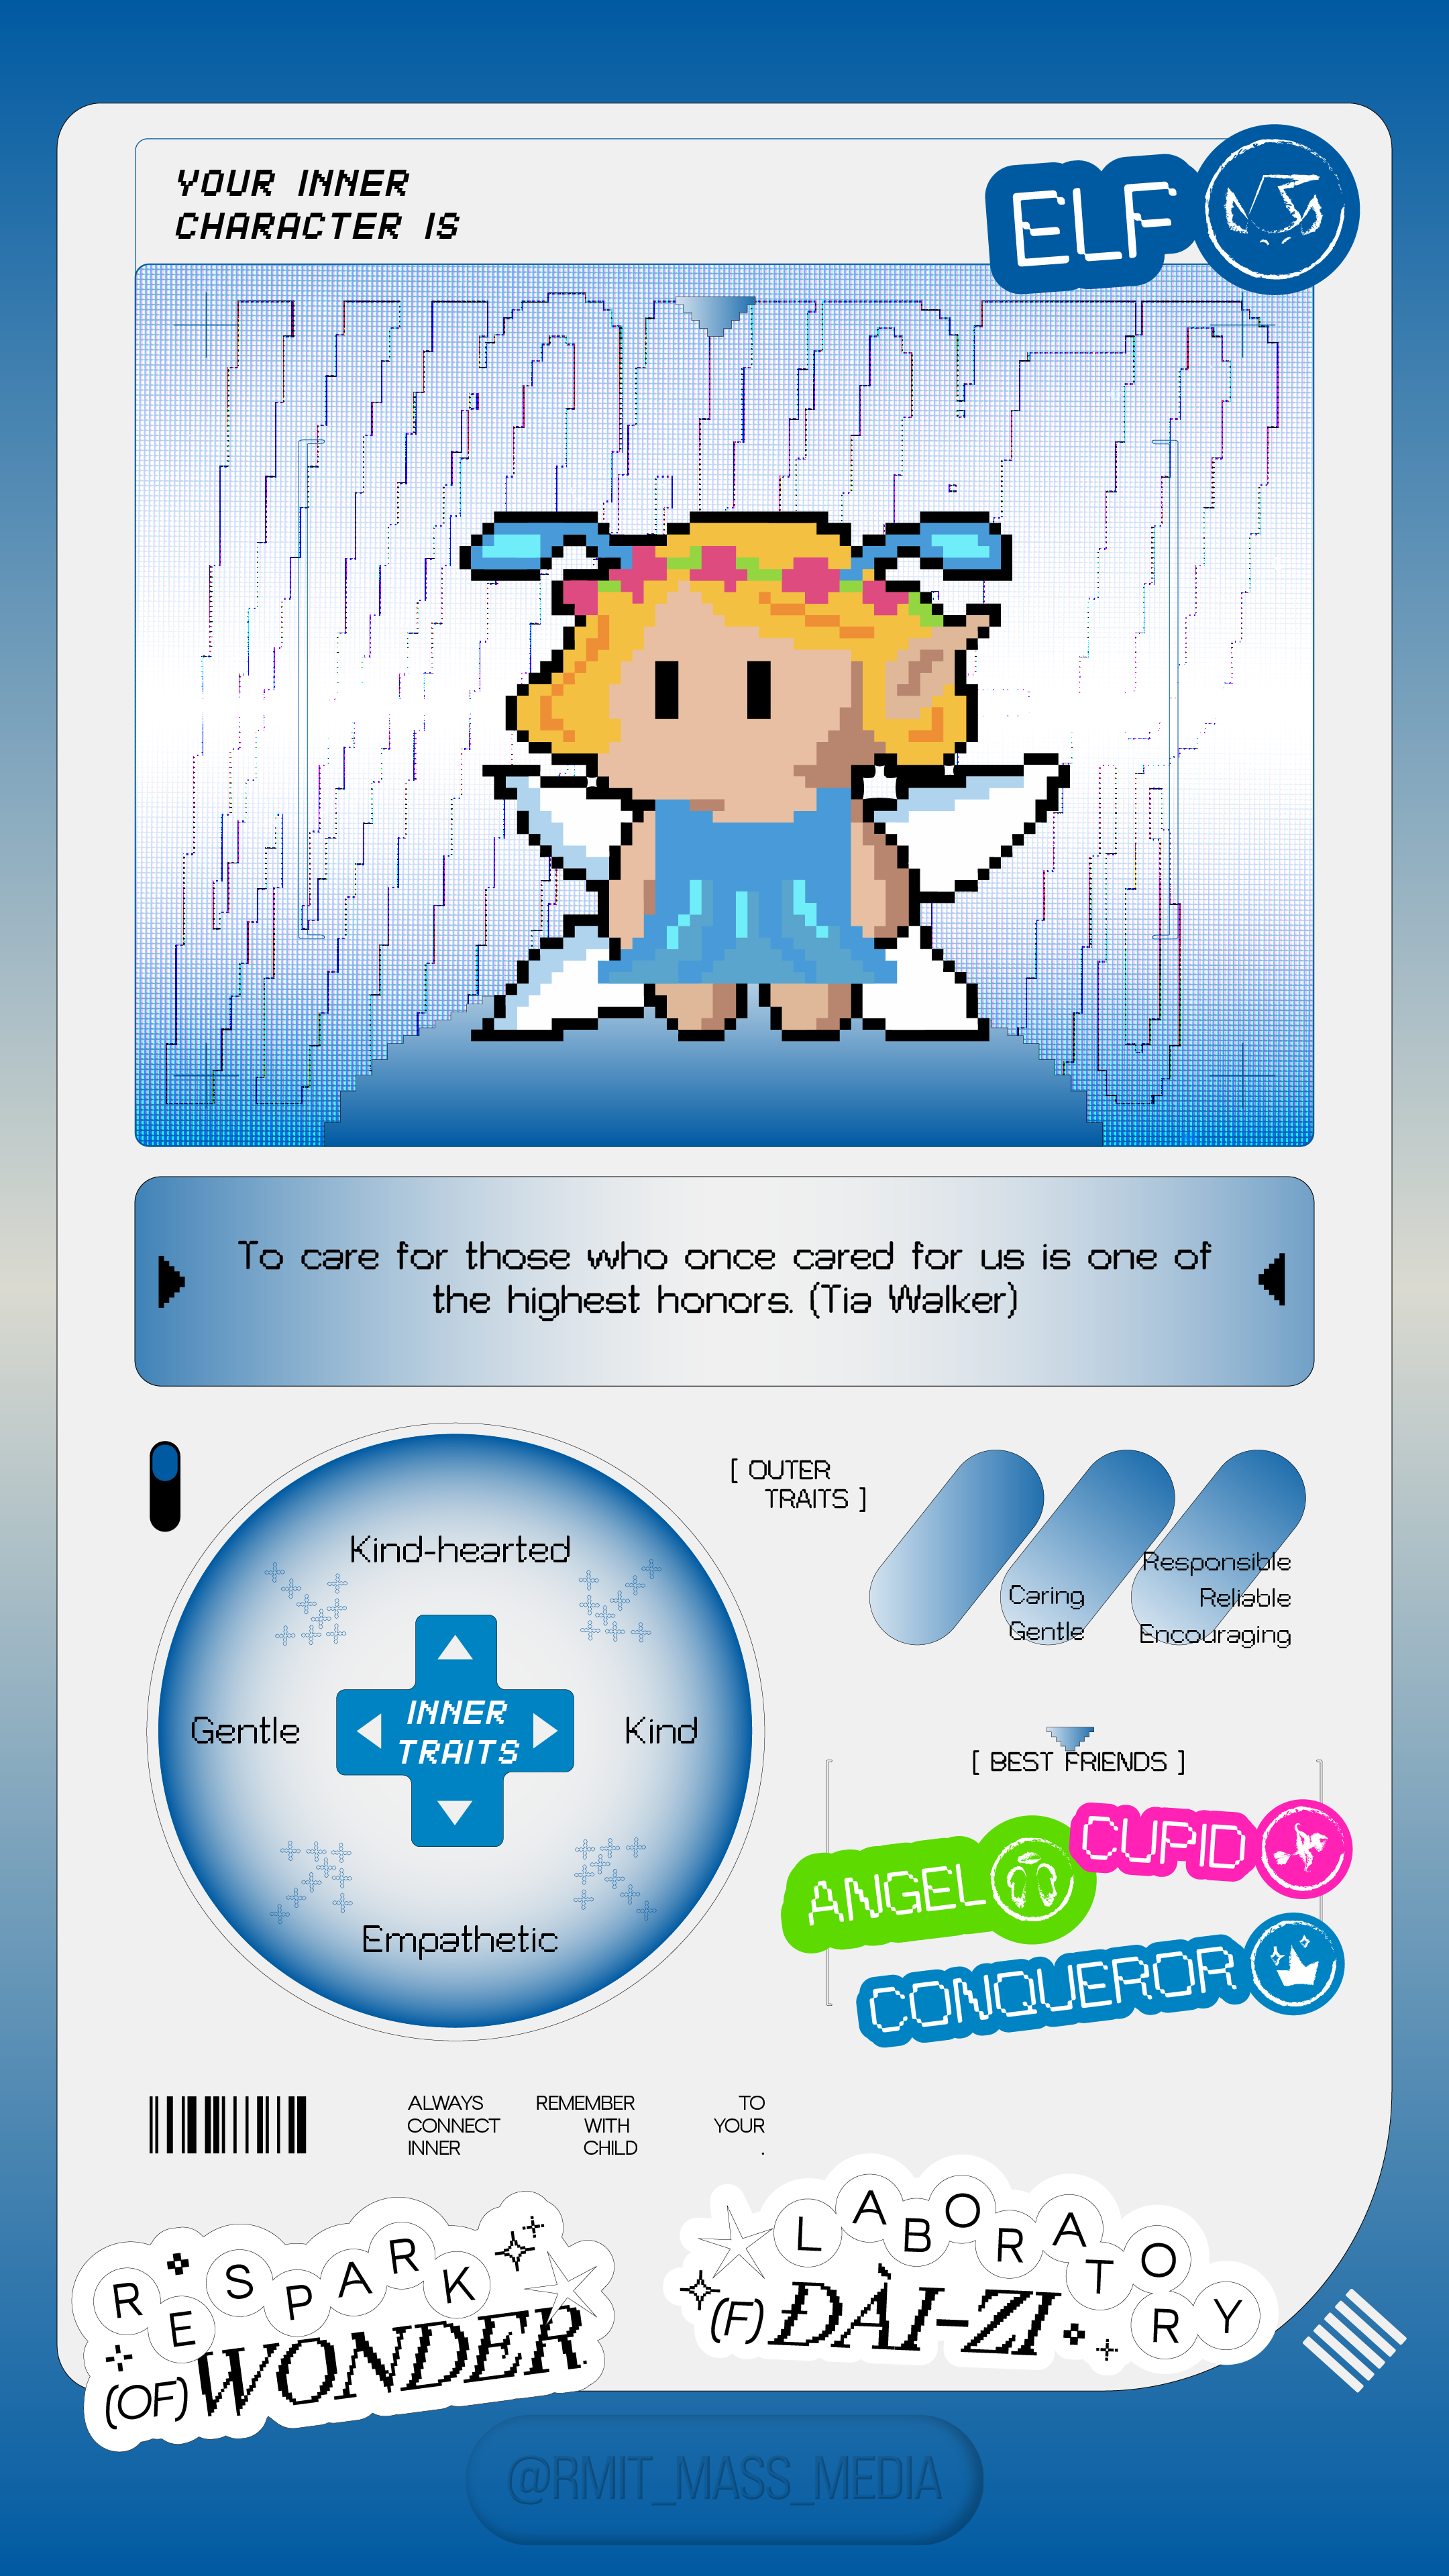 YOUR INNER
CHARACTER IS
ELF
To care for those who once cared for us is one of
the highest honors. (Tia Walker)
Kind-hearted
Gentle
INNER
TRAITS
Kind
Empathetic
[ OUTER
TRAITS ]
Caring
Gentle
Responsible
Reliable
Encouraging
[ BEST FRIENDS ]
ANGEL
CUPID
CONQUEROR
ALWAYS REMEMBER TO
CONNECT WITH YOUR
INNER CHILD .
RESPARK
(OF) WONDER.
LABORATORY
(F) ĐÀI-ZI
@RMIT_MASS_MEDIA